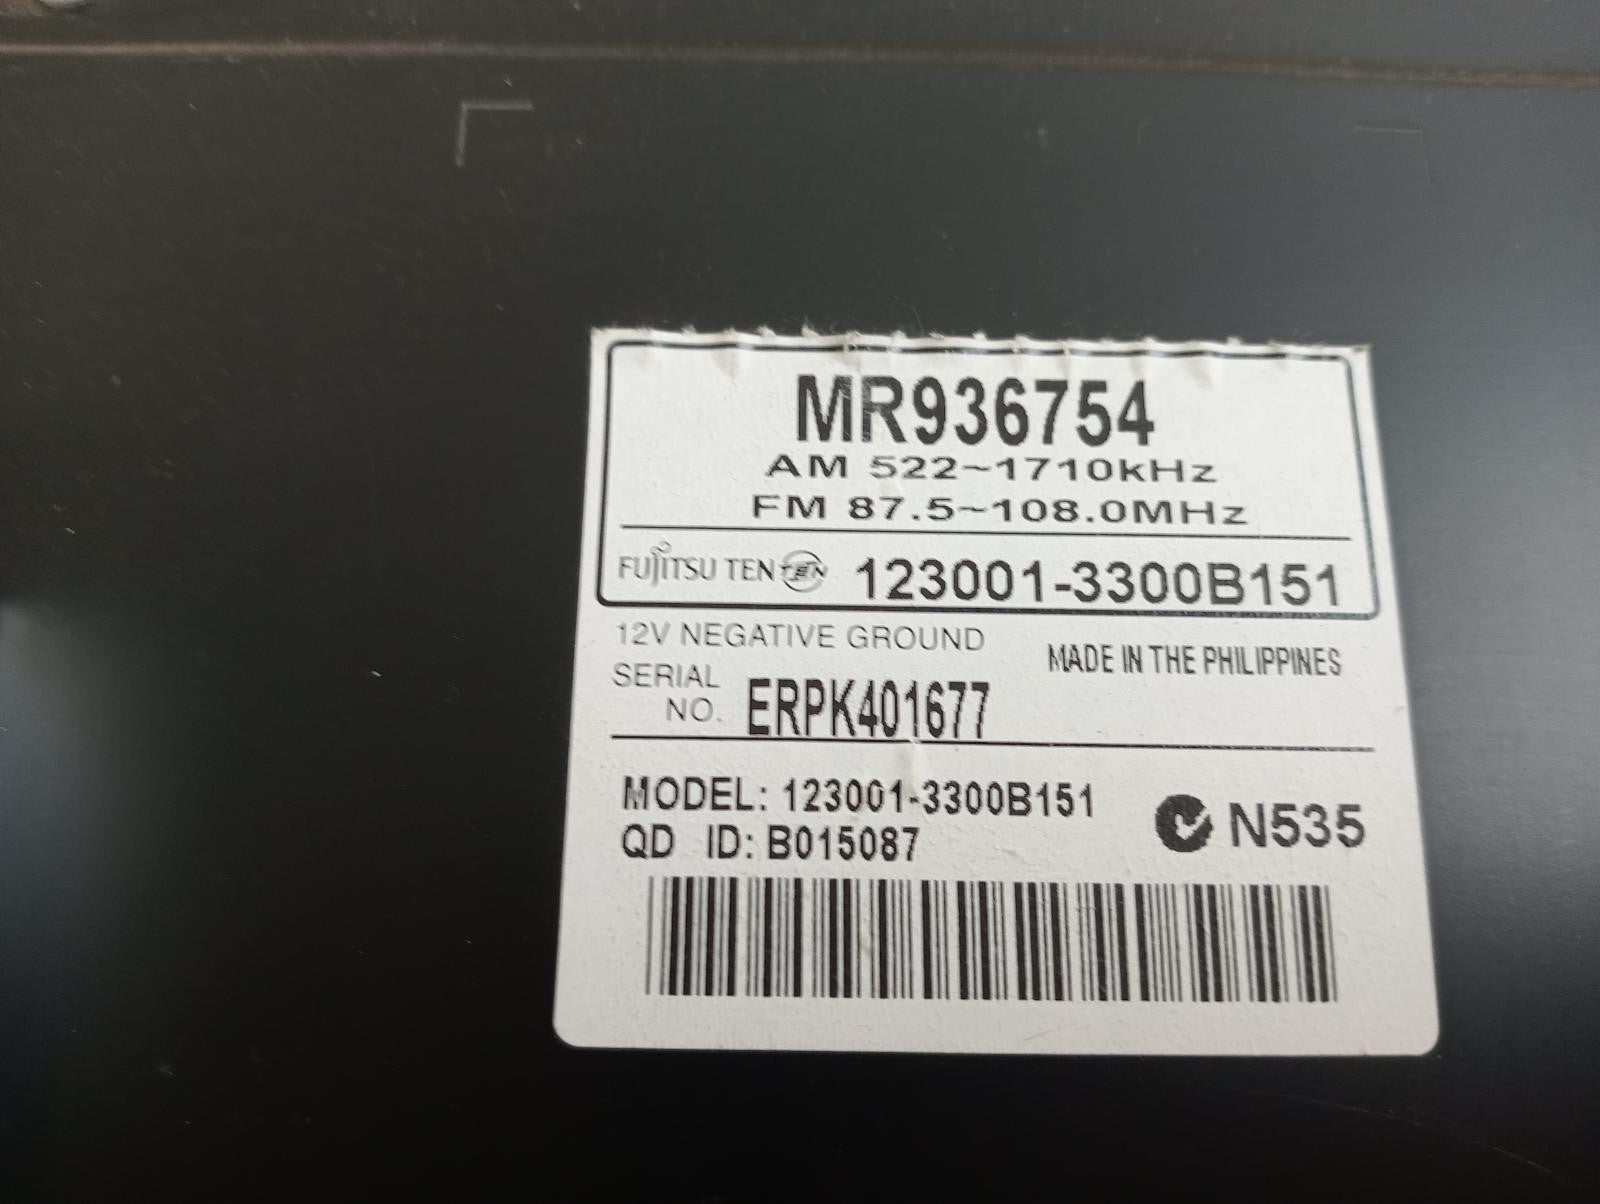 MR936754
AM 522~1710kHz
FM 87.5~108.0MHz
FUJITSU TEN TEN 123001-3300B151
12V NEGATIVE GROUND
MADE IN THE PHILIPPINES
SERIAL NO. ERPK401677
MODEL: 123001-3300B151
QD ID: B015087
N535